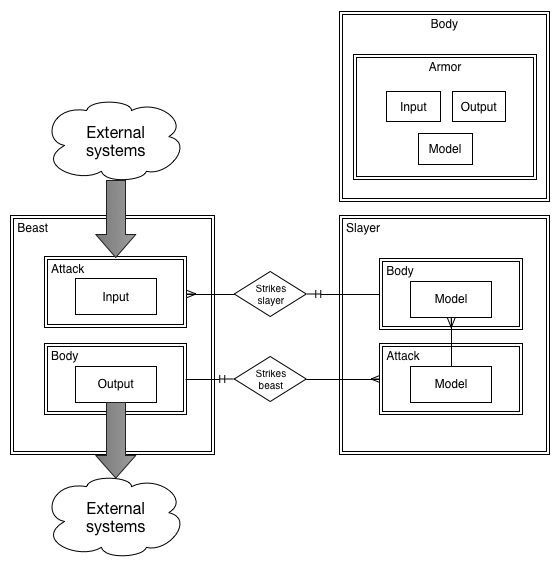 Body
Armor
Input
Output
Model
External
systems
Beast
Attack
Input
Body
Output
External
systems
Strikes
slayer
Strikes
beast
Slayer
Body
Model
Attack
Model